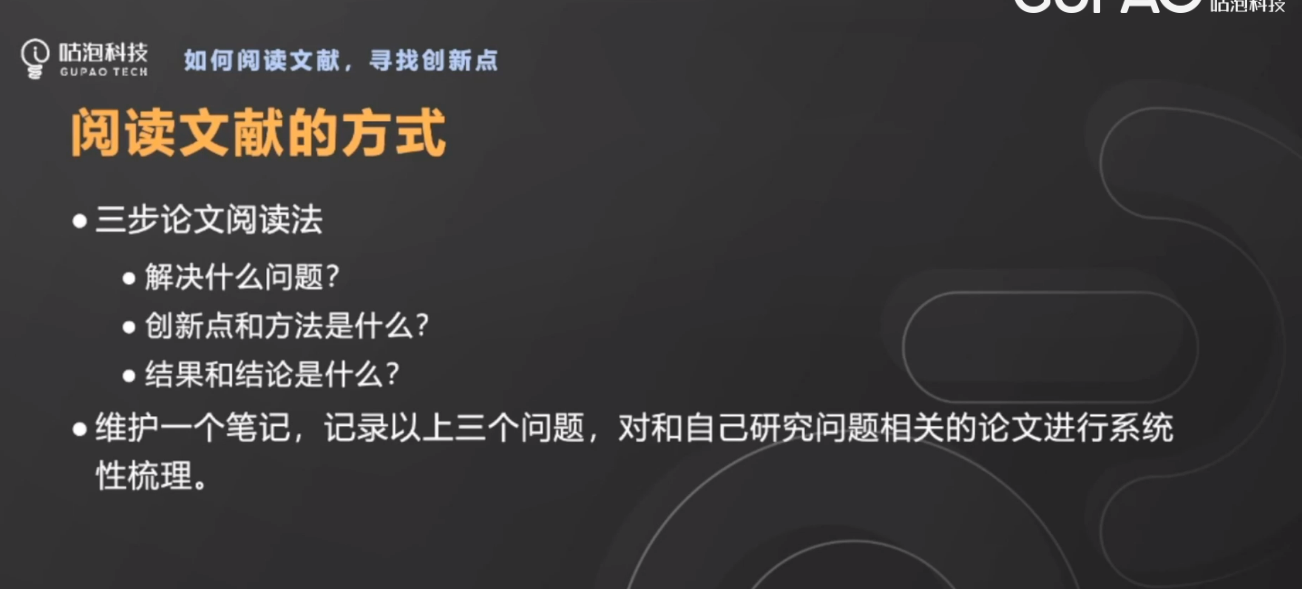 GUPAO 咕泡科技
咕泡科技
GUPAO TECH
如何阅读文献，寻找创新点
阅读文献的方式
●三步论文阅读法
●解决什么问题？
●创新点和方法是什么？
●结果和结论是什么？
●维护一个笔记，记录以上三个问题，对和自己研究问题相关的论文进行系统
性梳理。